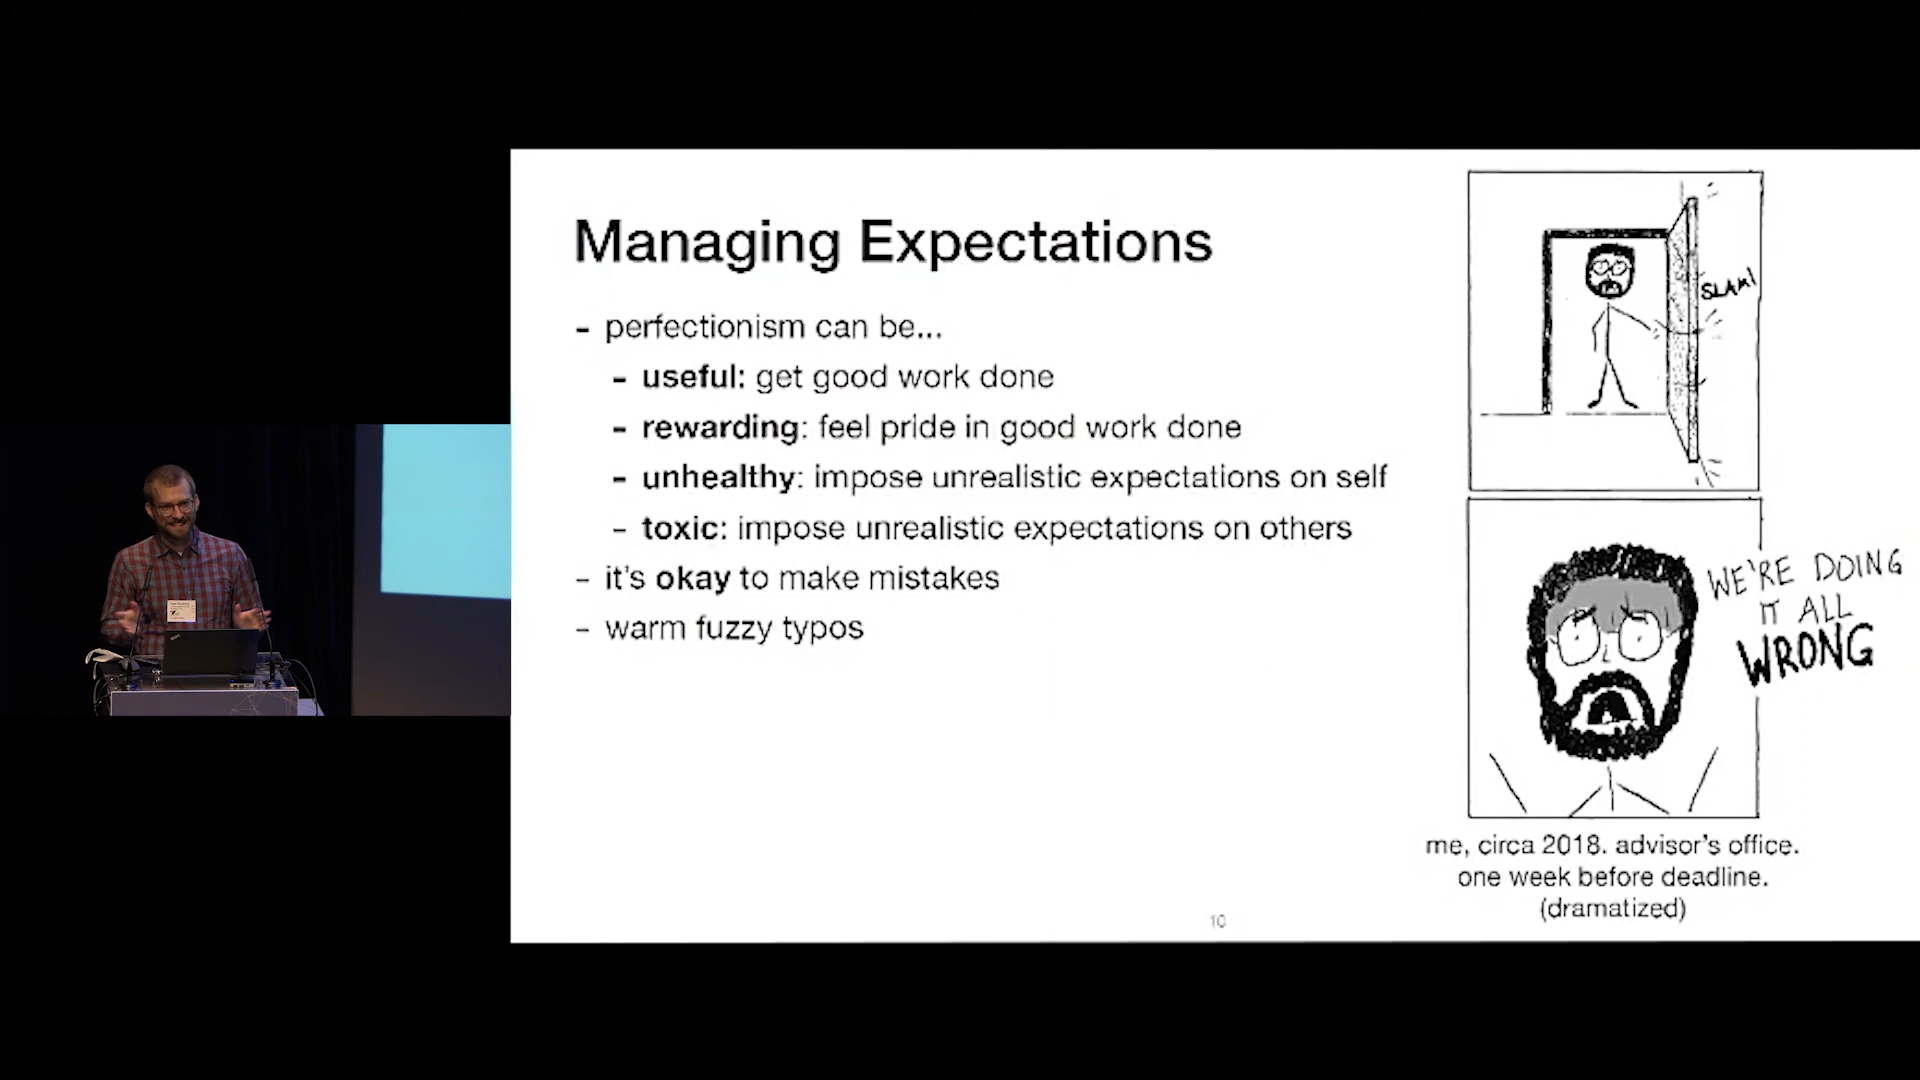 Managing Expectations
- perfectionism can be...
- useful: get good work done
- rewarding: feel pride in good work done
- unhealthy: impose unrealistic expectations on self
- toxic: impose unrealistic expectations on others
- it's okay to make mistakes
- warm fuzzy typos
SLAM!
WE'RE DOING
IT ALL
WRONG
me, circa 2018. advisor's office.
one week before deadline.
(dramatized)
10